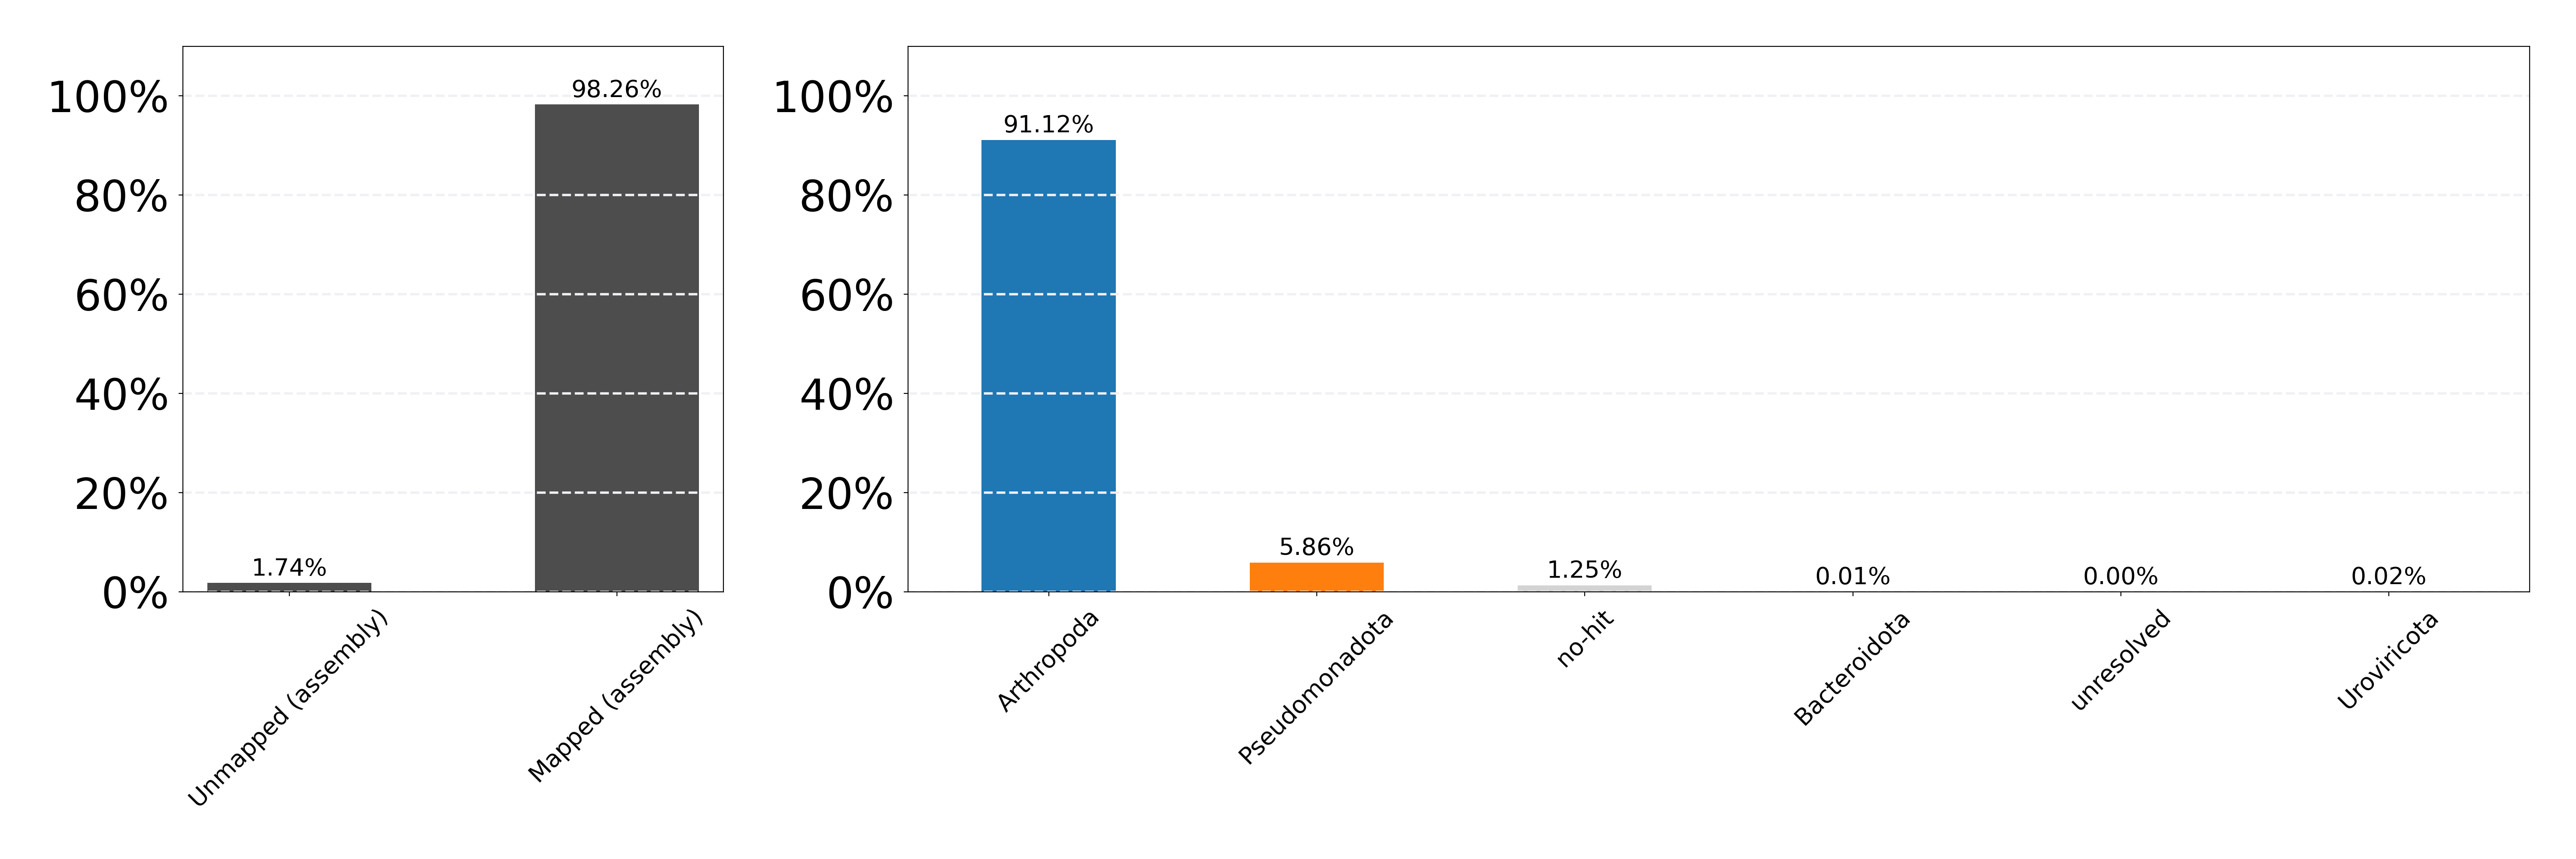 100%
80%
60%
40%
20%
0%
1.74%
98.26%
Unmapped (assembly)
Mapped (assembly)
100%
80%
60%
40%
20%
0%
91.12%
5.86%
1.25%
0.01%
0.00%
0.02%
Arthropoda
Pseudomonadota
no-hit
Bacteroidota
unresolved
Uroviricota